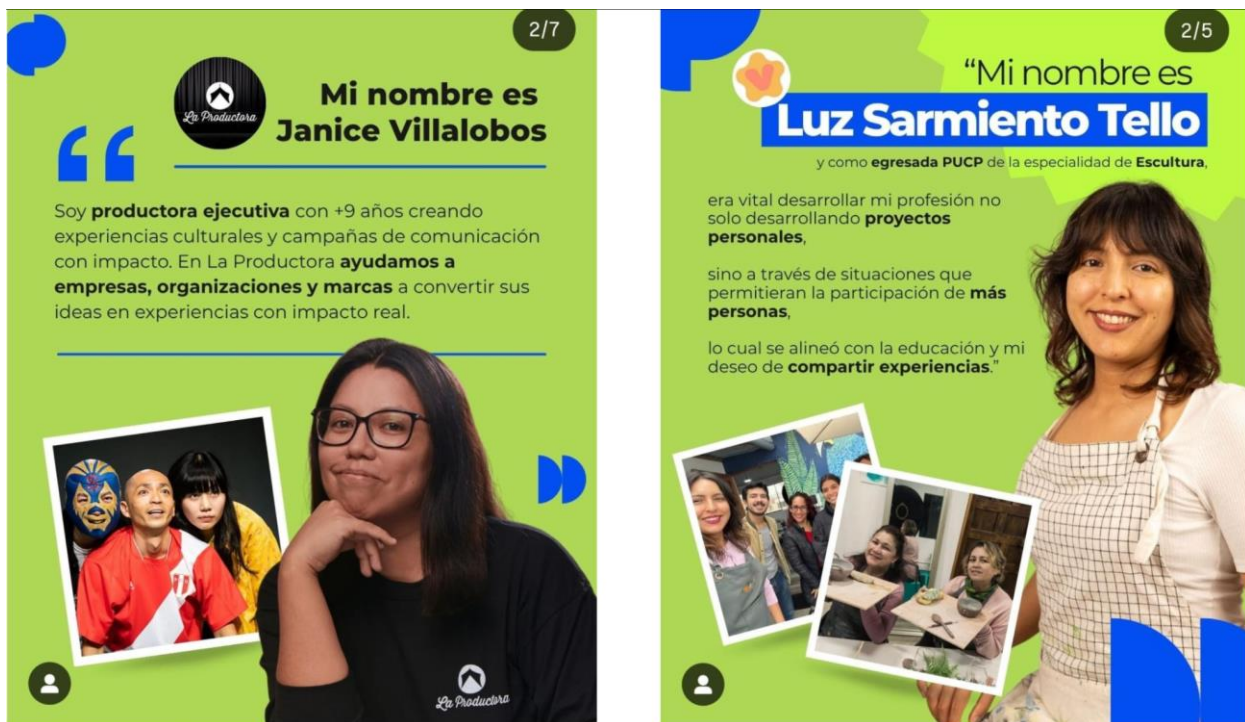 2/7
La Productora
Mi nombre es
Janice Villalobos
Soy productora ejecutiva con +9 años creando
experiencias culturales y campañas de comunicación
con impacto. En La Productora ayudamos a
empresas, organizaciones y marcas a convertir sus
ideas en experiencias con impacto real.
La Productora
2/5
“Mi nombre es
Luz Sarmiento Tello
y como egresada PUCP de la especialidad de Escultura,
era vital desarrollar mi profesión no
solo desarrollando proyectos
personales,
sino a través de situaciones que
permitieran la participación de más
personas,
lo cual se alineó con la educación y mi
deseo de compartir experiencias.”